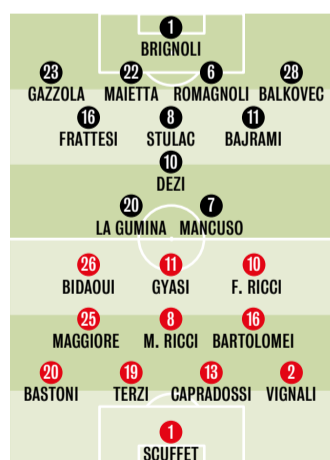 1
BRIGNOLI
23 22 6 28
GAZZOLA MAIETTA ROMAGNOLI BALKOVEC
16 8 11
FRATTESI STULAC BAJRAMI
10
DEZI
20 7
LA GUMINA MANCUSO
26 11 10
BIDAOUI GYASI F. RICCI
25 8 16
MAGGIORE M. RICCI BARTOLOMEI
20 19 13 2
BASTONI TERZI CAPRADOSSI VIGNALI
1
SCUFFET